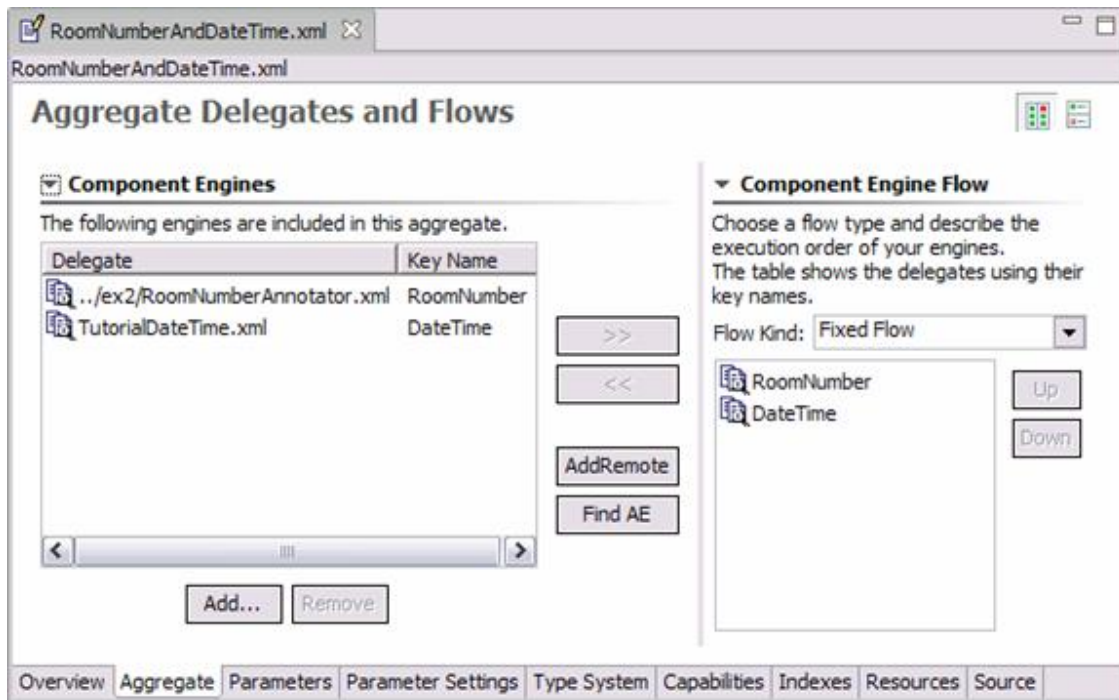 RoomNumberAndDateTime.xml
RoomNumberAndDateTime.xml
Aggregate Delegates and Flows
Component Engines
The following engines are included in this aggregate.
Delegate Key Name
../ex2/RoomNumberAnnotator.xml RoomNumber
TutorialDateTime.xml DateTime
>>
<<
AddRemote
Find AE
Add... Remove
Component Engine Flow
Choose a flow type and describe the
execution order of your engines.
The table shows the delegates using their
key names.
Flow Kind: Fixed Flow
RoomNumber
DateTime
Up
Down
Overview Aggregate Parameters Parameter Settings Type System Capabilities Indexes Resources Source